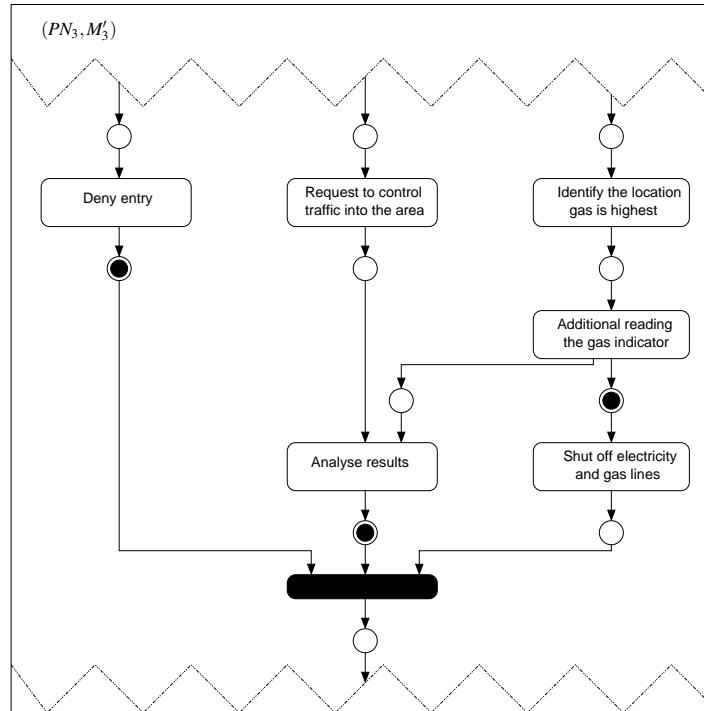 (PN₃, M′₃)
Deny entry
Request to control
traffic into the area
Identify the location
gas is highest
Additional reading
the gas indicator
Analyse results
Shut off electricity
and gas lines